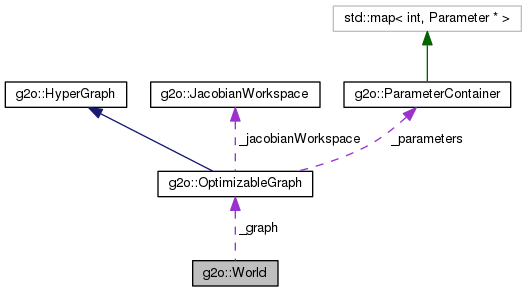 std::map< int, Parameter * >
g2o::HyperGraph
g2o::JacobianWorkspace
g2o::ParameterContainer
_jacobianWorkspace
_parameters
g2o::OptimizableGraph
_graph
g2o::World